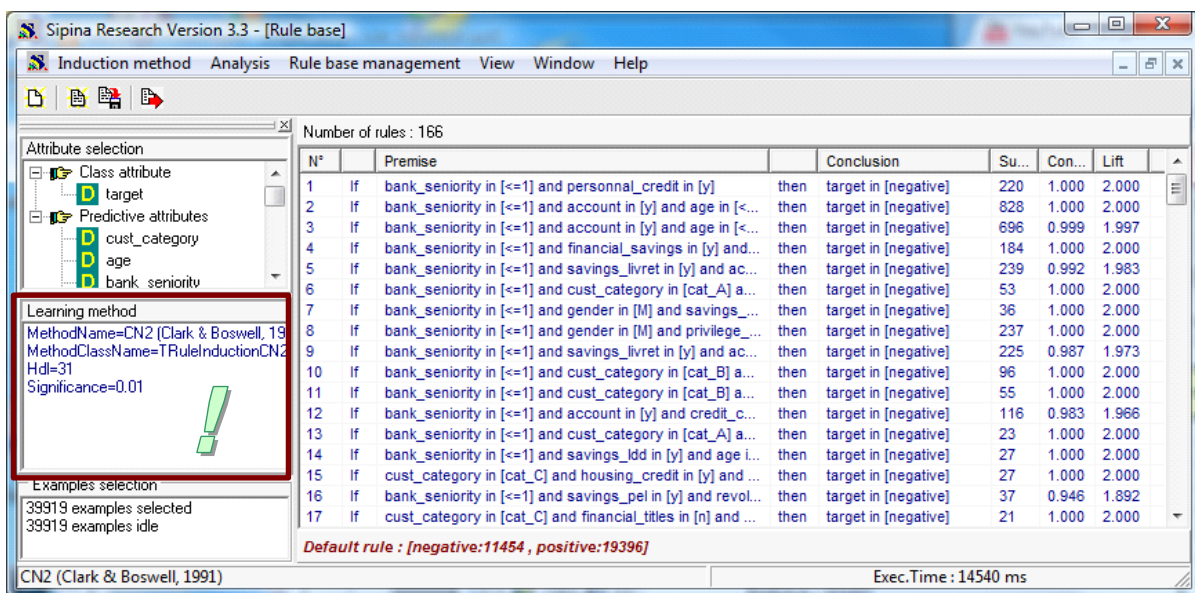 Sipina Research Version 3.3 - [Rule base]
Induction method Analysis Rule base management View Window Help
Attribute selection
Class attribute
target
Predictive attributes
cust_category
age
bank_seniority
Learning method
MethodName=CN2 (Clark & Boswell, 19
MethodClassName=TRuleInductionCN2
Hdl=31
Significance=0.01
!
Examples selection
39919 examples selected
39919 examples idle
Number of rules : 166
N° Premise Conclusion Su... Con... Lift
1 If bank_seniority in [<=1] and personnal_credit in [y] then target in [negative] 220 1.000 2.000
2 If bank_seniority in [<=1] and account in [y] and age in [<... then target in [negative] 828 1.000 2.000
3 If bank_seniority in [<=1] and account in [y] and age in [<... then target in [negative] 696 0.999 1.997
4 If bank_seniority in [<=1] and financial_savings in [y] and... then target in [negative] 184 1.000 2.000
5 If bank_seniority in [<=1] and savings_livret in [y] and ac... then target in [negative] 239 0.992 1.983
6 If bank_seniority in [<=1] and cust_category in [cat_A] a... then target in [negative] 53 1.000 2.000
7 If bank_seniority in [<=1] and gender in [M] and savings_... then target in [negative] 36 1.000 2.000
8 If bank_seniority in [<=1] and gender in [M] and privilege_... then target in [negative] 237 1.000 2.000
9 If bank_seniority in [<=1] and savings_livret in [y] and ac... then target in [negative] 225 0.987 1.973
10 If bank_seniority in [<=1] and cust_category in [cat_B] a... then target in [negative] 96 1.000 2.000
11 If bank_seniority in [<=1] and cust_category in [cat_B] a... then target in [negative] 55 1.000 2.000
12 If bank_seniority in [<=1] and account in [y] and credit_c... then target in [negative] 116 0.983 1.966
13 If bank_seniority in [<=1] and cust_category in [cat_A] a... then target in [negative] 23 1.000 2.000
14 If bank_seniority in [<=1] and savings_ldd in [y] and age i... then target in [negative] 27 1.000 2.000
15 If cust_category in [cat_C] and housing_credit in [y] and ... then target in [negative] 27 1.000 2.000
16 If bank_seniority in [<=1] and savings_pel in [y] and revol... then target in [negative] 37 0.946 1.892
17 If cust_category in [cat_C] and financial_titles in [n] and ... then target in [negative] 21 1.000 2.000
Default rule : [negative:11454 , positive:19396]
CN2 (Clark & Boswell, 1991)
Exec.Time : 14540 ms